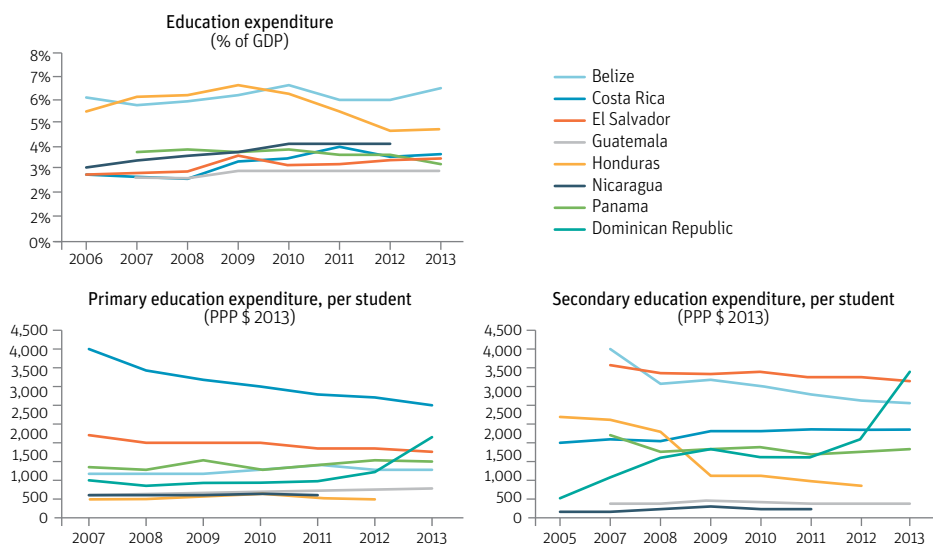 Education expenditure
(% of GDP)
8%
7%
6%
5%
4%
3%
2%
2%
0%
2006 2007 2008 2009 2010 2011 2012 2013
Belize
Costa Rica
El Salvador
Guatemala
Honduras
Nicaragua
Panama
Dominican Republic
Primary education expenditure, per student
(PPP $ 2013)
4,500
4,000
3,500
3,000
2,500
2,000
1,500
1,000
500
0
2007 2008 2009 2010 2011 2012 2013
Secondary education expenditure, per student
(PPP $ 2013)
4,500
4,000
3,500
3,000
2,500
2,000
1,500
1,000
500
0
2005 2007 2008 2009 2010 2011 2012 2013